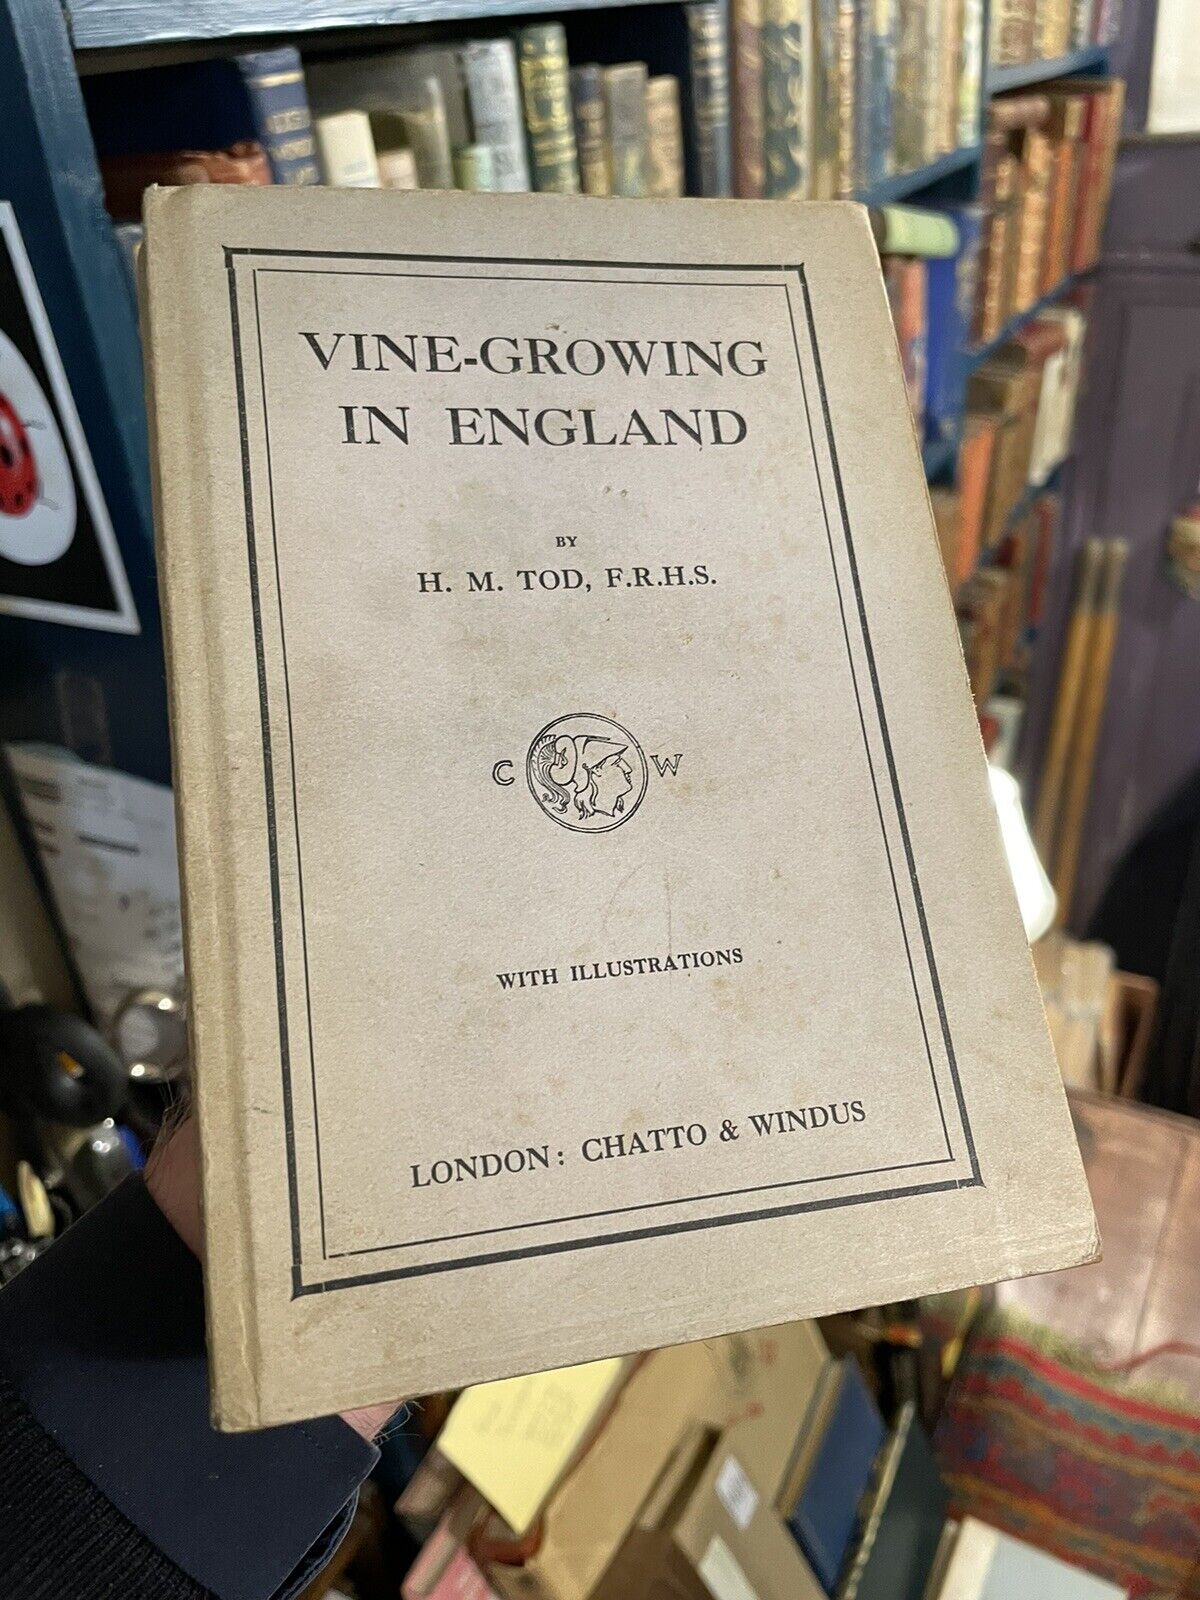 VINE-GROWING
IN ENGLAND
BY
H. M. TOD, F.R.H.S.
C W
WITH ILLUSTRATIONS
LONDON: CHATTO & WINDUS